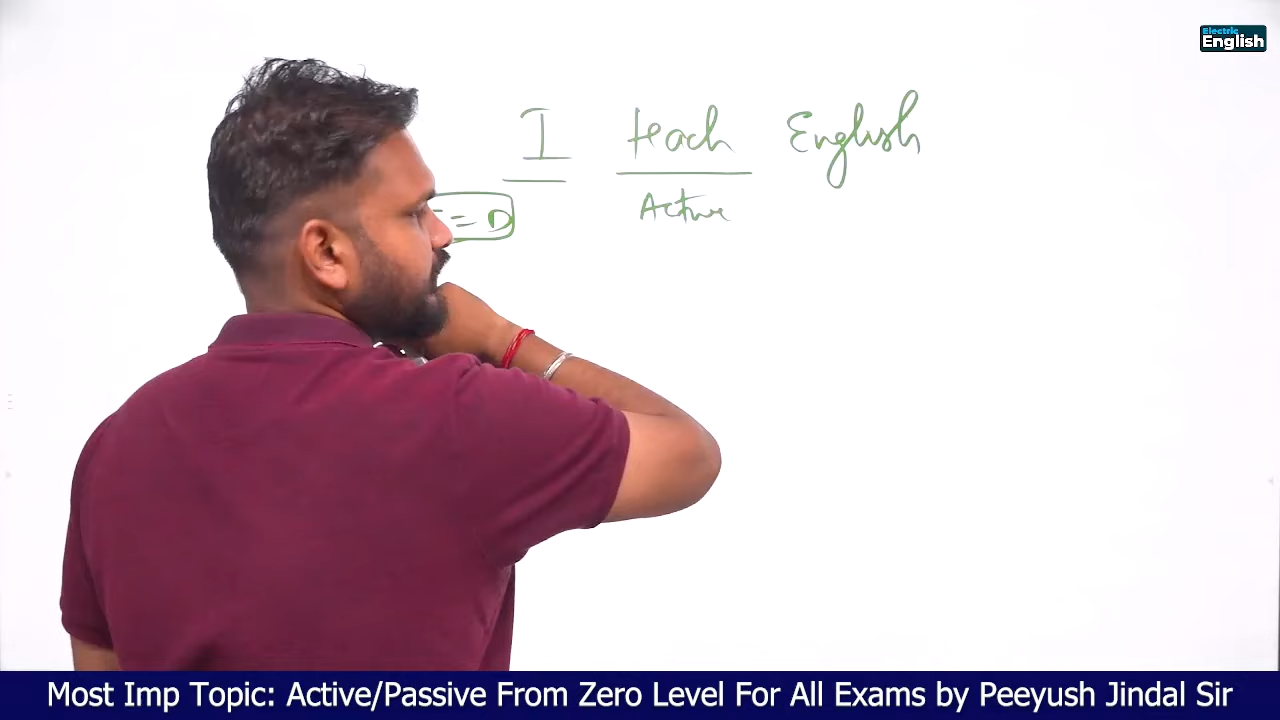 Electric
English
I teach English
Active
= D
Most Imp Topic: Active/Passive From Zero Level For All Exams by Peeyush Jindal Sir